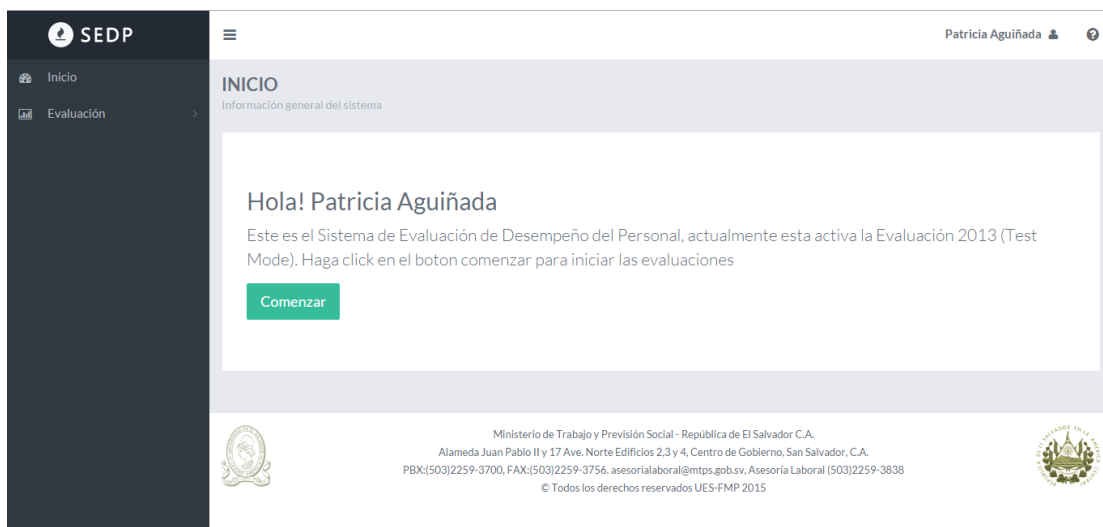 SEDP
Patricia Aguiñada
Inicio
Evaluación
INICIO
Información general del sistema
Hola! Patricia Aguiñada
Este es el Sistema de Evaluación de Desempeño del Personal, actualmente esta activa la Evaluación 2013 (Test
Mode). Haga click en el boton comenzar para iniciar las evaluaciones
Comenzar
Ministerio de Trabajo y Previsión Social - República de El Salvador C.A.
Alameda Juan Pablo II y 17 Ave. Norte Edificios 2,3 y 4, Centro de Gobierno, San Salvador, C.A.
PBX:(503)2259-3700, FAX:(503)2259-3756. asesorialaboral@mtps.gob.sv, Asesoría Laboral (503)2259-3838
© Todos los derechos reservados UES-FMP 2015